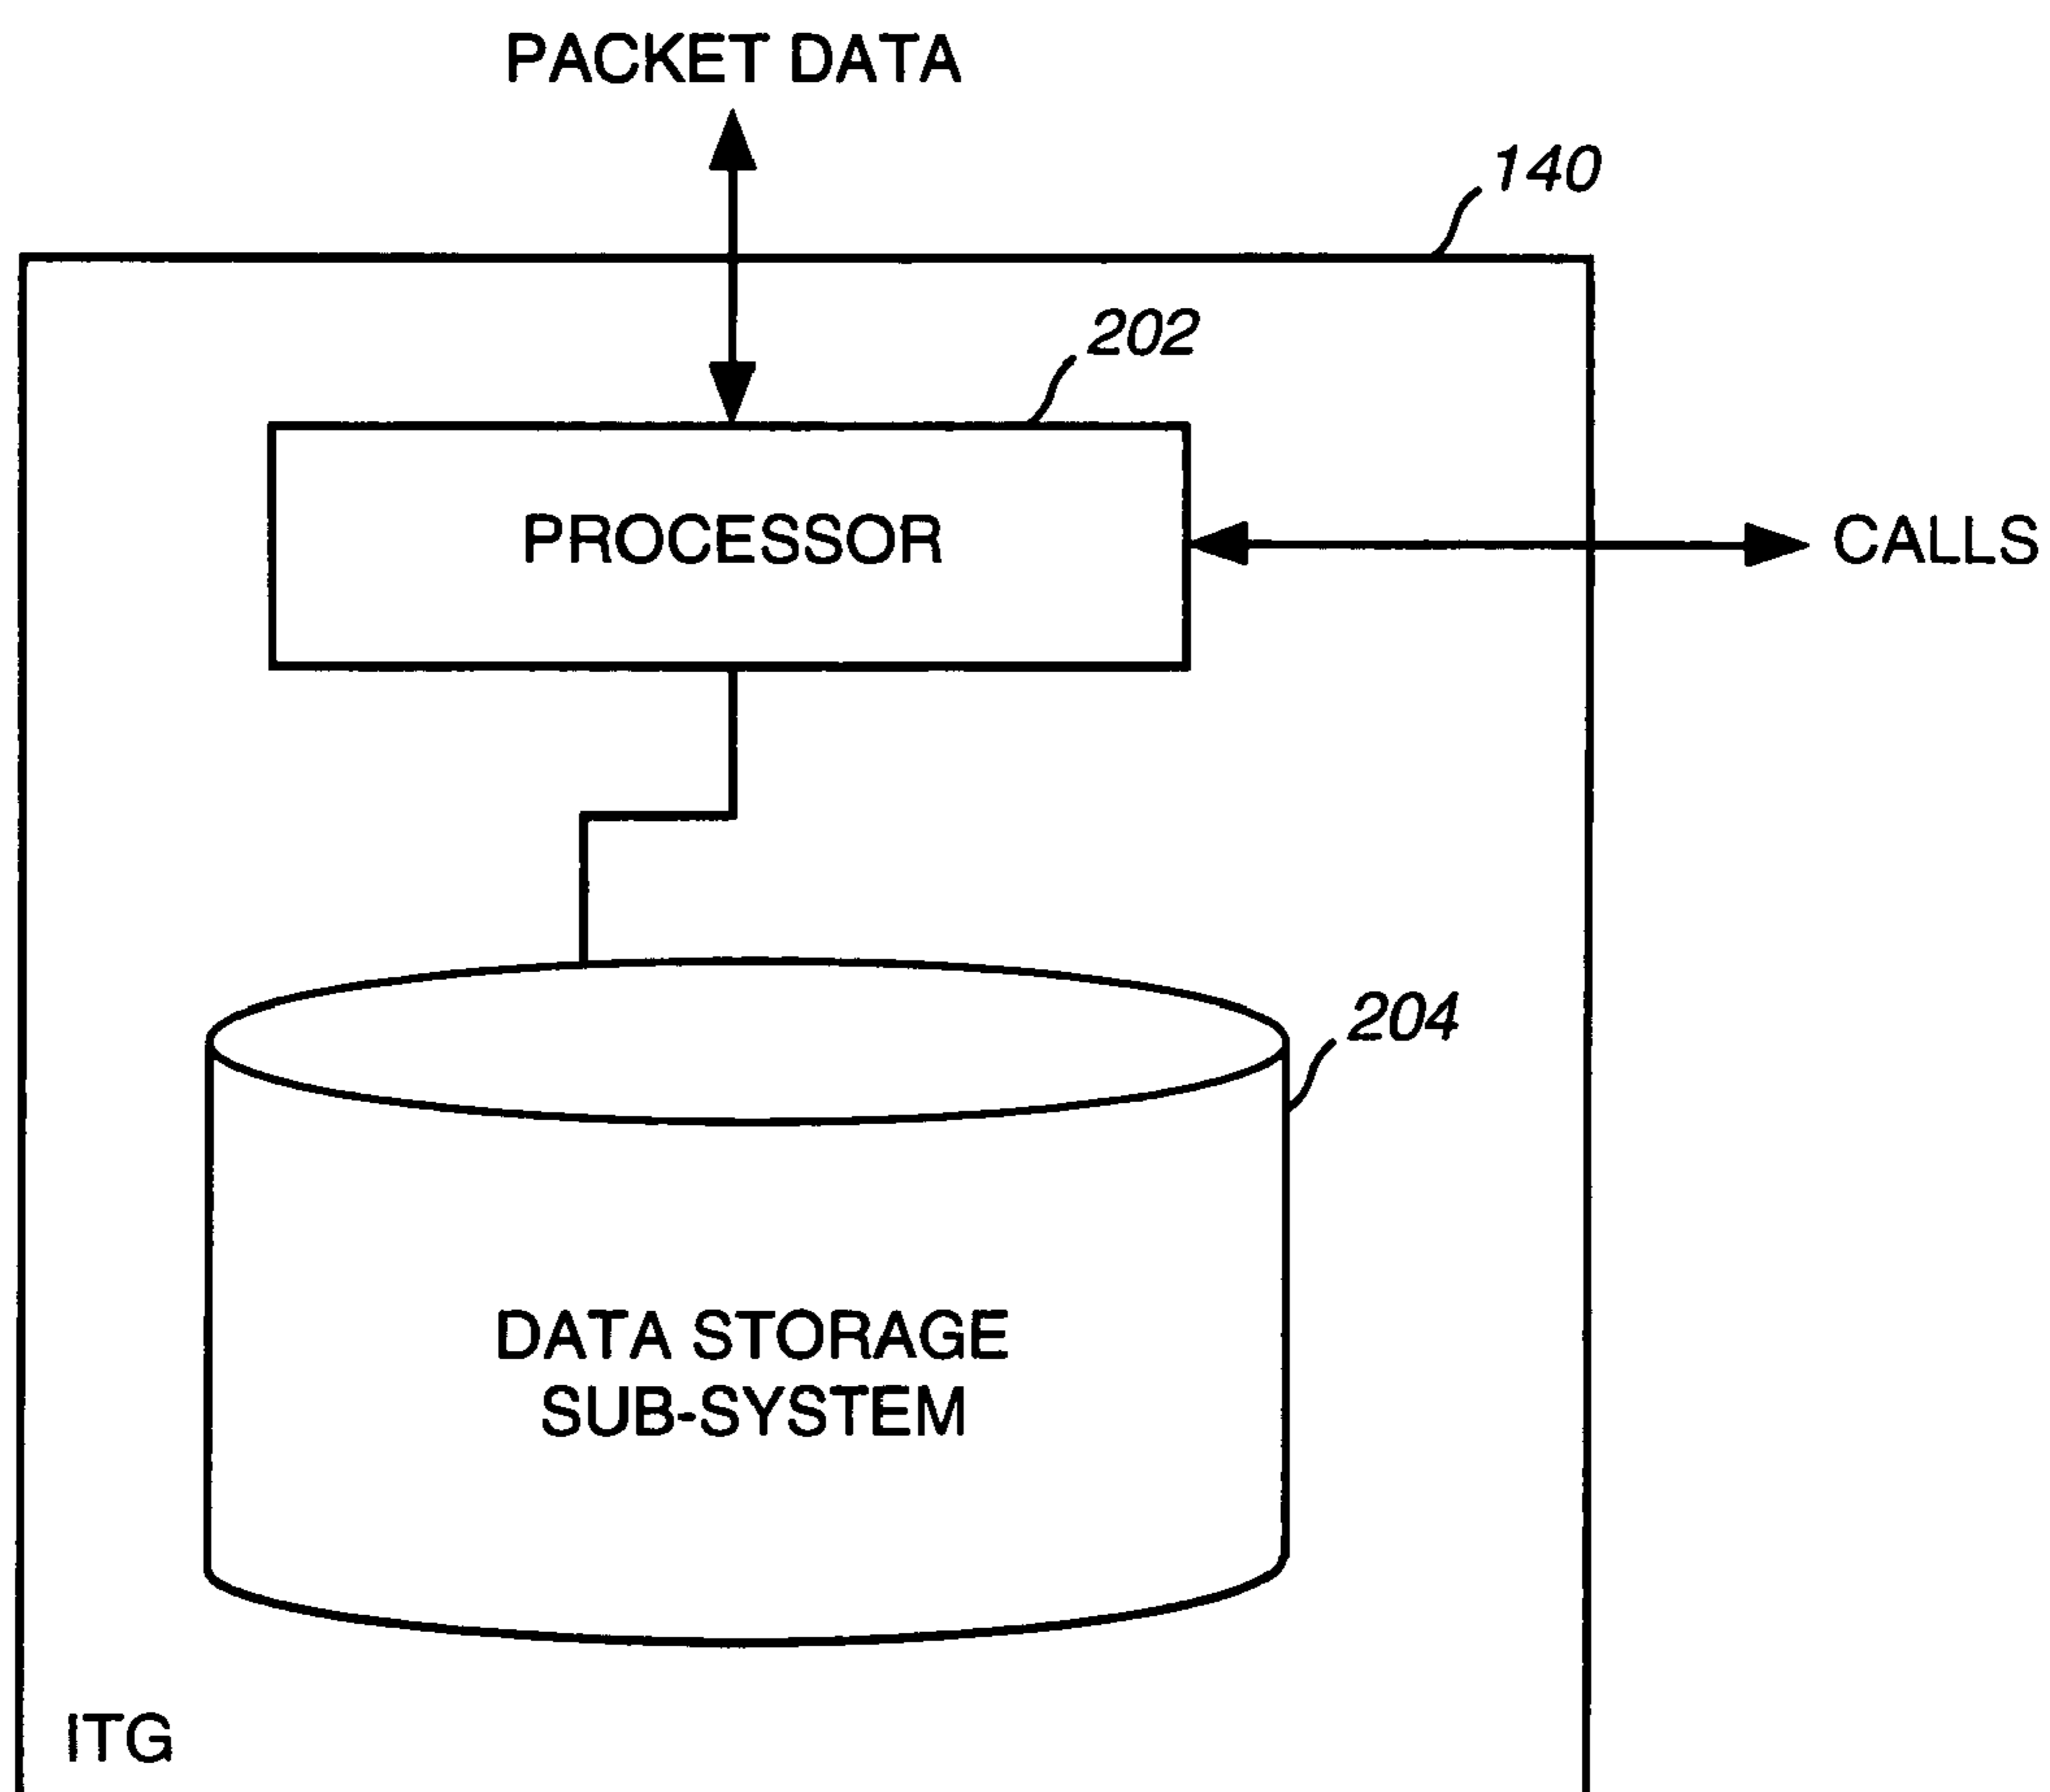 PACKET DATA
140
202
PROCESSOR
CALLS
204
DATA STORAGE
SUB-SYSTEM
ITG